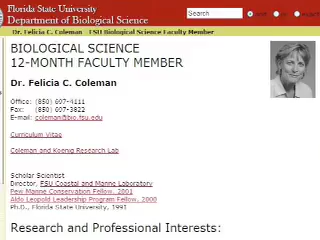 Florida State University
Department of Biological Science
Search
Dr. Felicia C. Coleman FSU Biological Science Faculty Member
BIOLOGICAL SCIENCE
12-MONTH FACULTY MEMBER
Dr. Felicia C. Coleman
Office: (850) 697-4111
Fax: (850) 697-3822
E-mail: coleman@bio.fsu.edu
Curriculum Vitae
Coleman and Koenig Research Lab
Scholar Scientist
Director, FSU Coastal and Marine Laboratory
Pew Marine Conservation Fellow, 2001
Aldo Leopold Leadership Program Fellow, 2000
Ph.D., Florida State University, 1991
Research and Professional Interests: